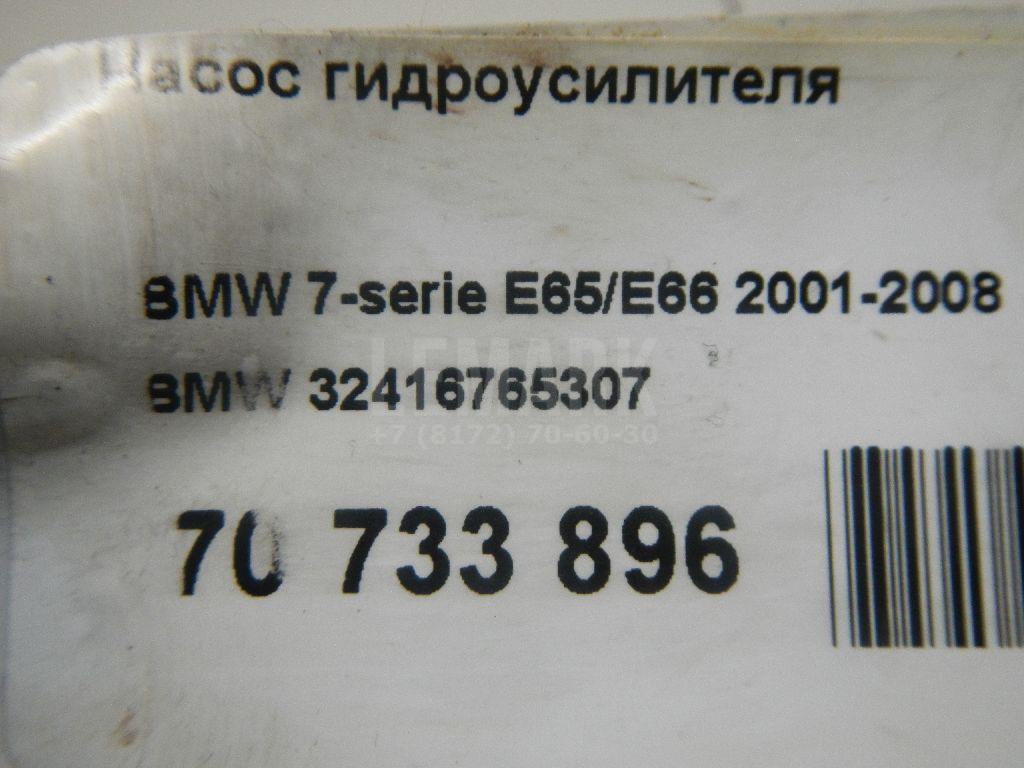 Насос гидроусилителя
BMW 7-serie E65/E66 2001-2008
BMW 32416765307
LEMARK
+7 (8172) 70-60-30
70 733 896